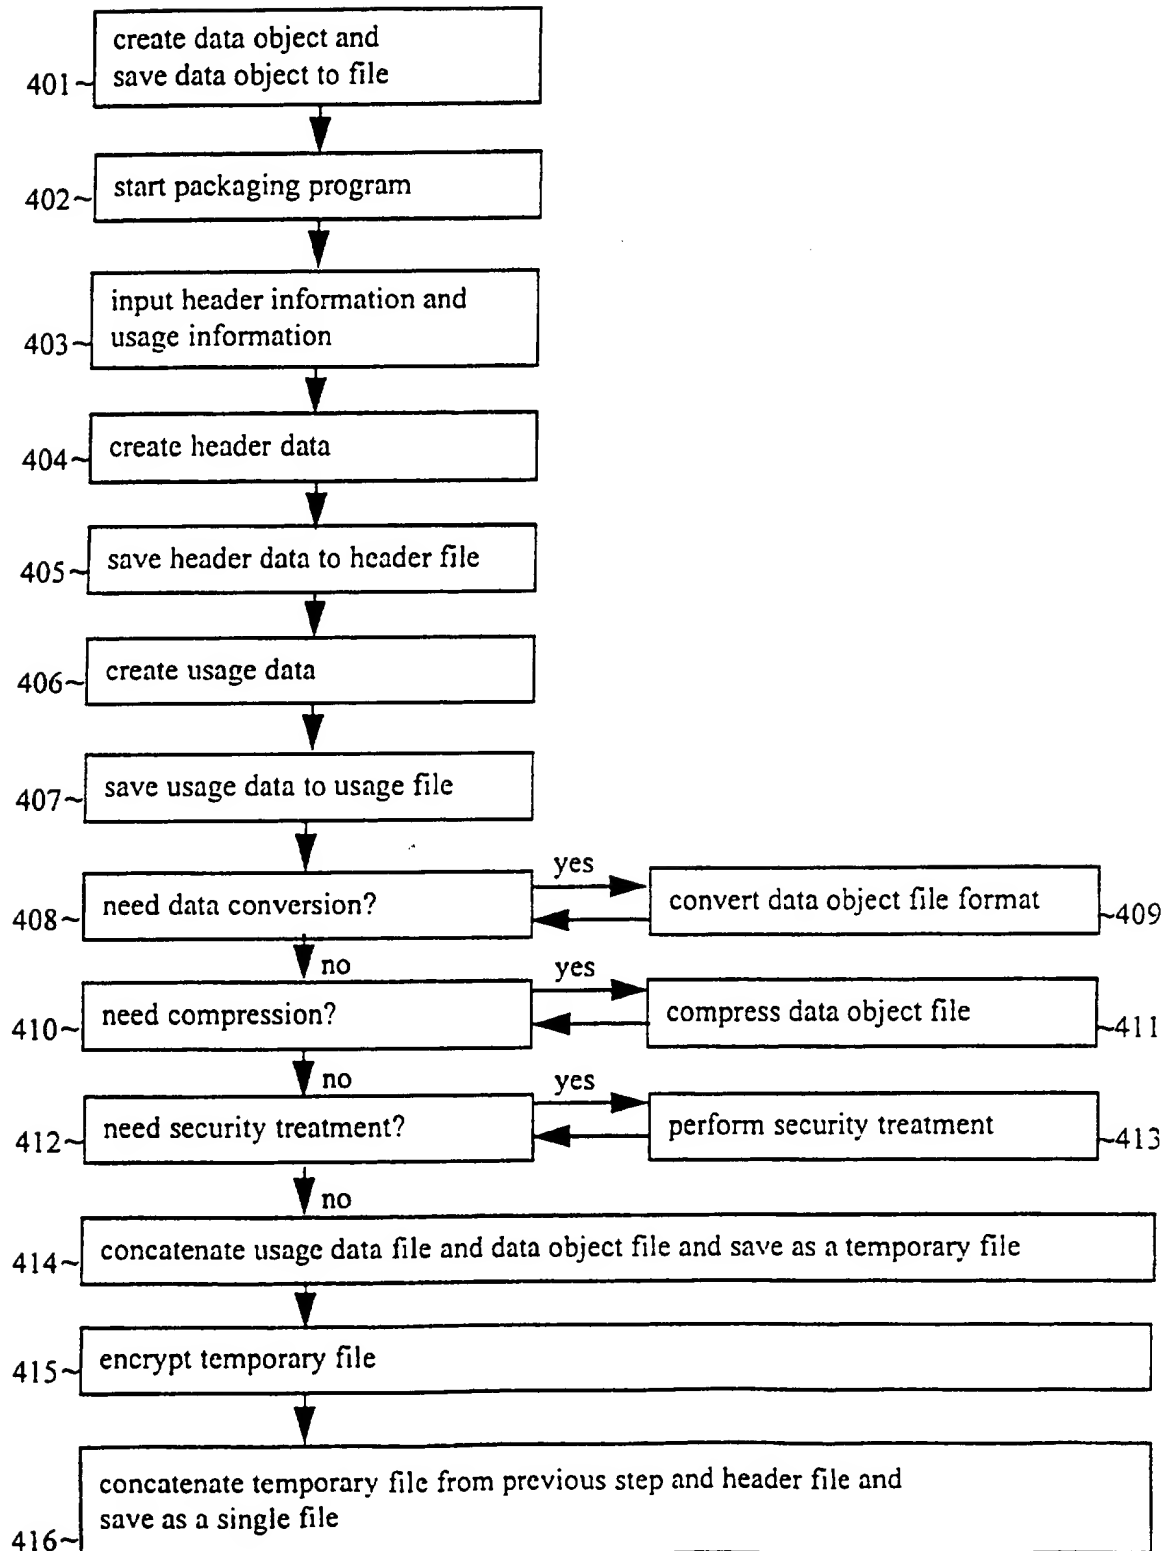 create data object and
save data object to file
401~
start packaging program
402~
input header information and
usage information
403~
create header data
404~
save header data to header file
405~
create usage data
406~
save usage data to usage file
407~
yes
need data conversion?
convert data object file format
408~
~409
no
yes
need compression?
compress data object file
410~
~411
no
yes
need security treatment?
perform security treatment
412~
~413
no
concatenate usage data file and data object file and save as a temporary file
414~
encrypt temporary file
415~
concatenate temporary file from previous step and header file and
save as a single file
416~